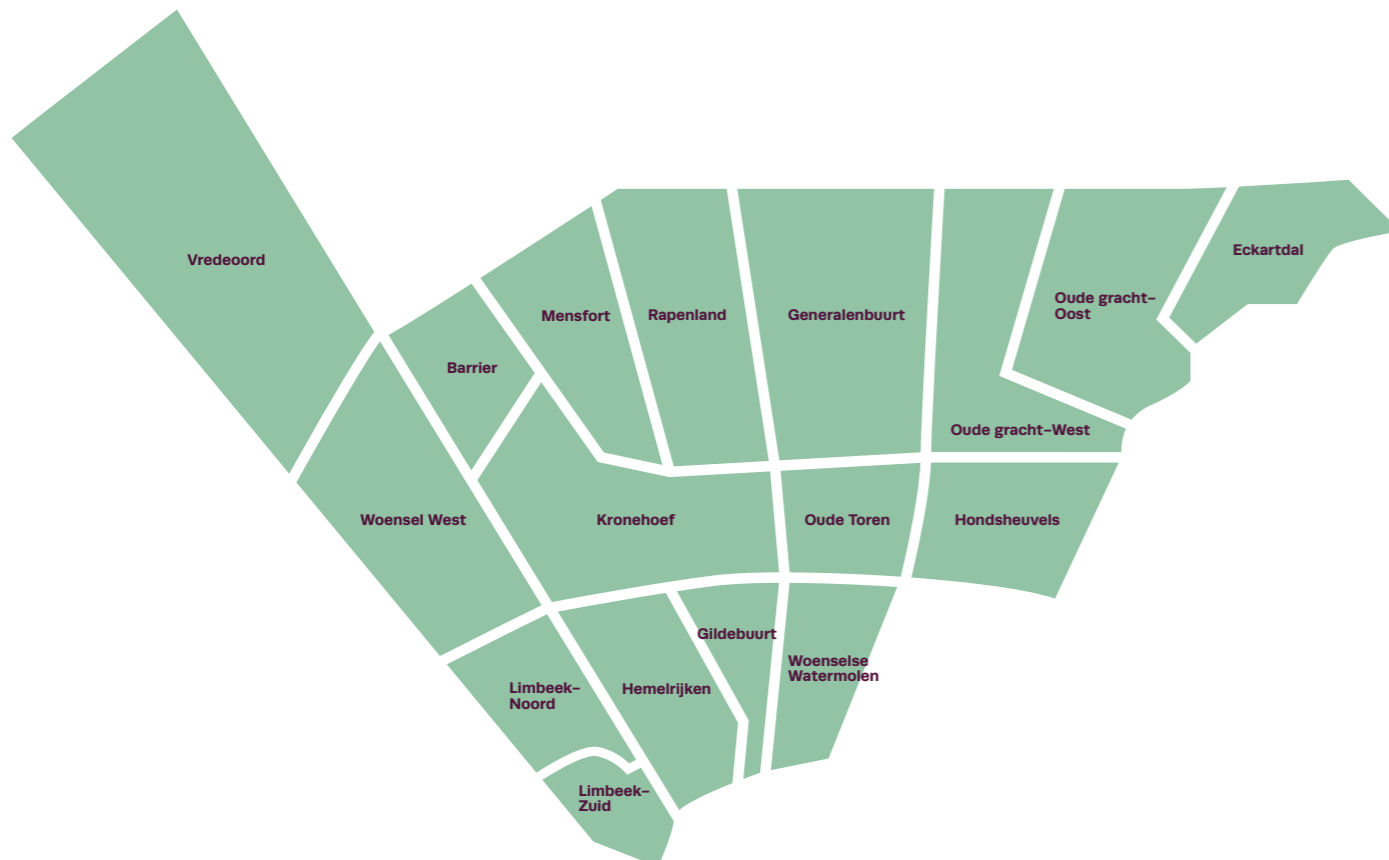 Vredeoord
Eckartdal
Oude gracht-
Oost
Mensfort
Rapenland
Generalenbuurt
Barrier
Oude gracht-West
Woensel West
Kronehoef
Oude Toren
Hondsheuvels
Gildebuurt
Woenselse
Watermolen
Limbeek-
Noord
Hemelrijken
Limbeek-
Zuid